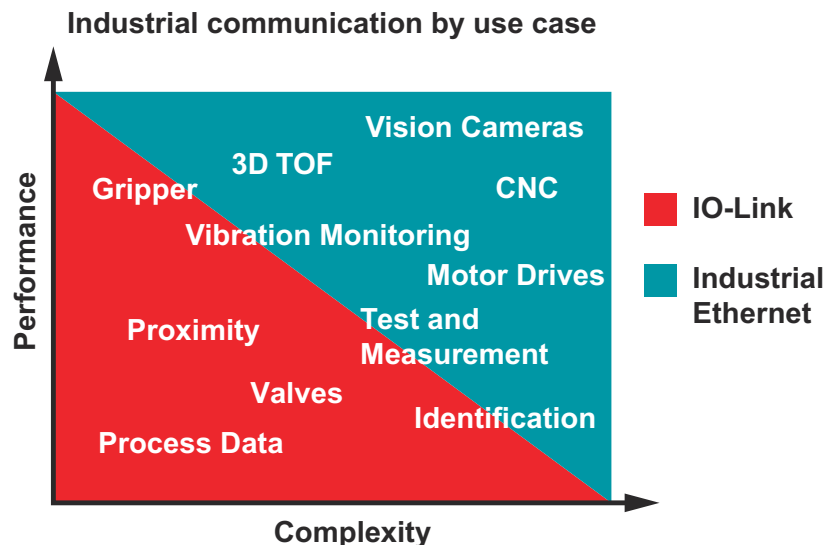 Industrial communication by use case
Performance
Vision Cameras
3D TOF
Gripper
CNC
Vibration Monitoring
Motor Drives
Proximity
Test and
Measurement
Valves
Identification
Process Data
Complexity
IO-Link
Industrial
Ethernet